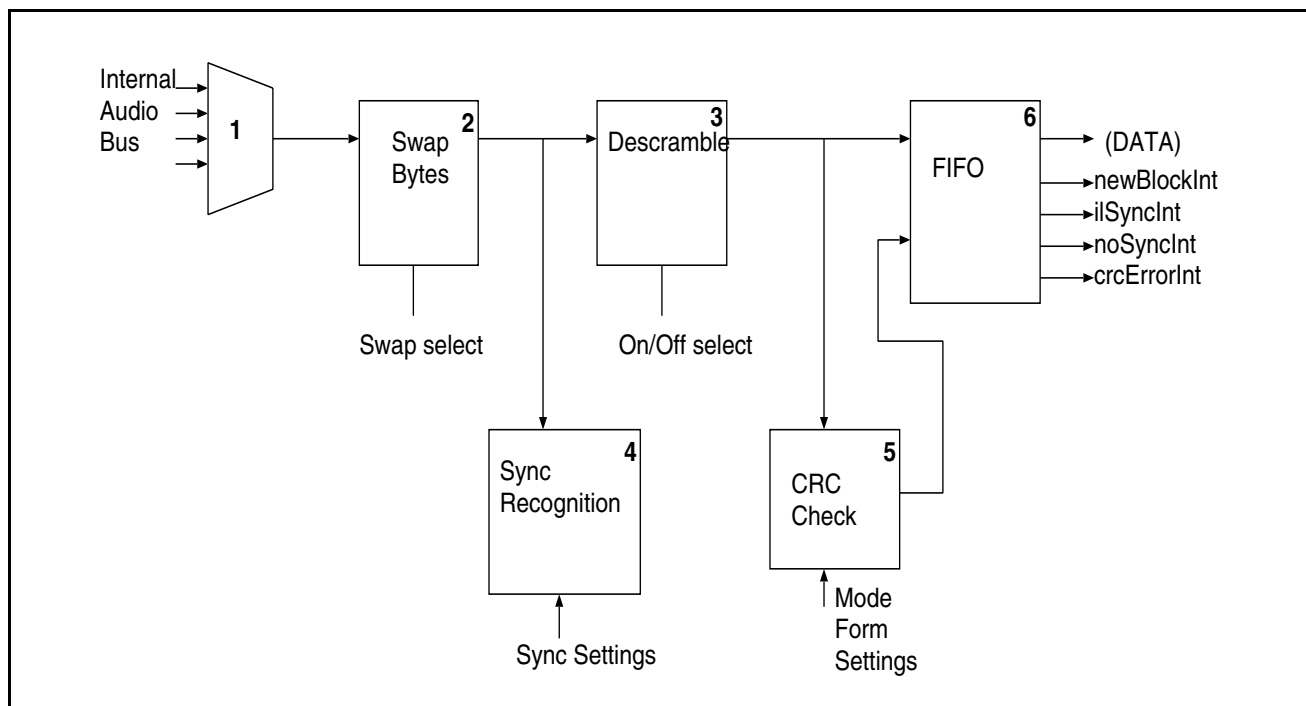 Internal
Audio
Bus
1
2
Swap
Bytes
Swap select
3
Descramble
On/Off select
6
FIFO
(DATA)
newBlockInt
ilSyncInt
noSyncInt
crcErrorInt
4
Sync
Recognition
Sync Settings
5
CRC
Check
Mode
Form
Settings